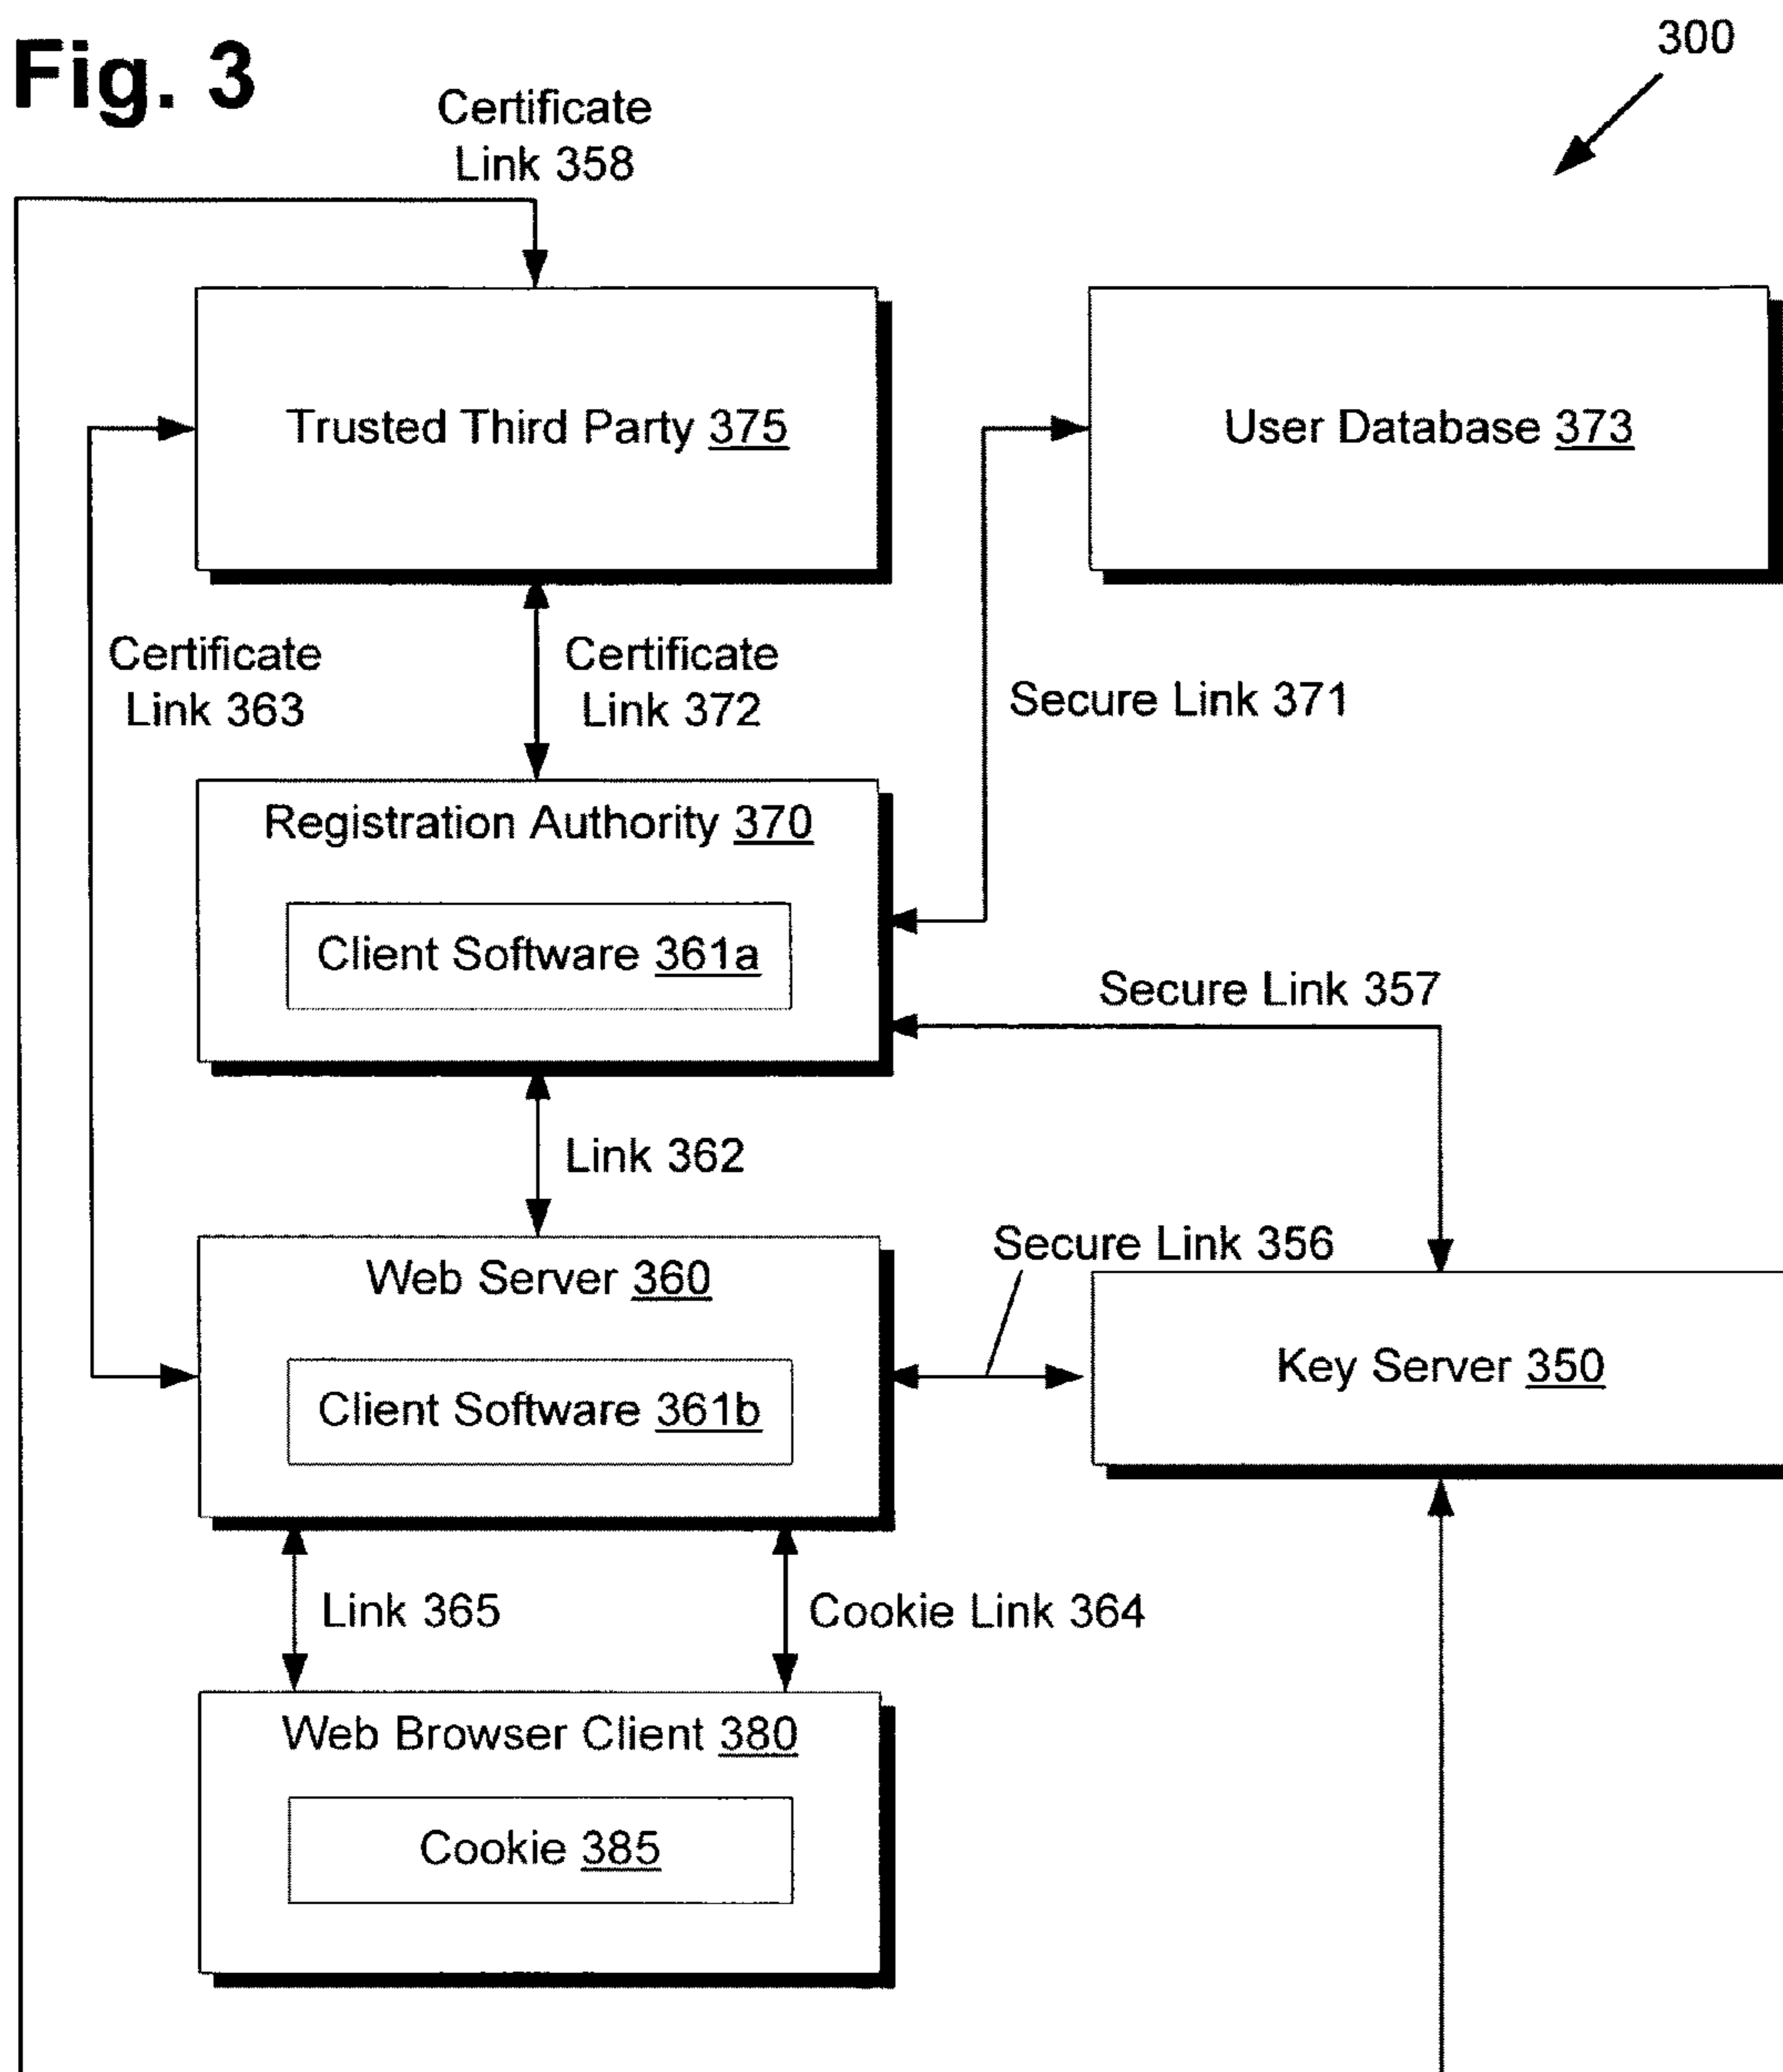 Fig. 3
300
Certificate
Link 358
Trusted Third Party 375
User Database 373
Certificate
Link 363
Certificate
Link 372
Secure Link 371
Registration Authority 370
Client Software 361a
Secure Link 357
Link 362
Secure Link 356
Web Server 360
Client Software 361b
Key Server 350
Link 365
Cookie Link 364
Web Browser Client 380
Cookie 385